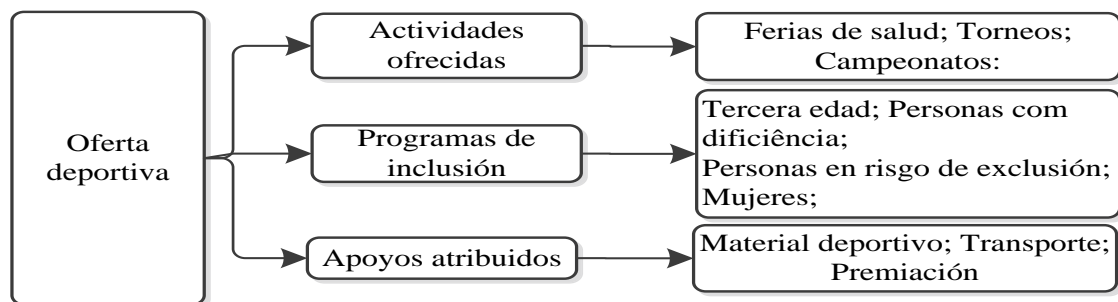 Oferta
deportiva
Actividades
ofrecidas
Ferias de salud; Torneos;
Campeonatos:
Programas de
inclusión
Tercera edad; Personas com
dificiência;
Personas en risgo de exclusión;
Mujeres;
Apoyos atribuidos
Material deportivo; Transporte;
Premiación